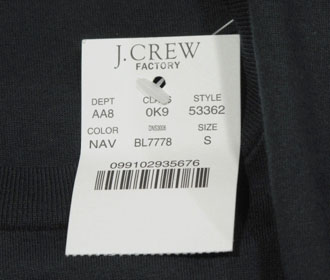 J.CREW
FACTORY
DEPT CLASS STYLE
AA8 0K9 53362
COLOR SIZE
NAV BL7778 S
099102935676